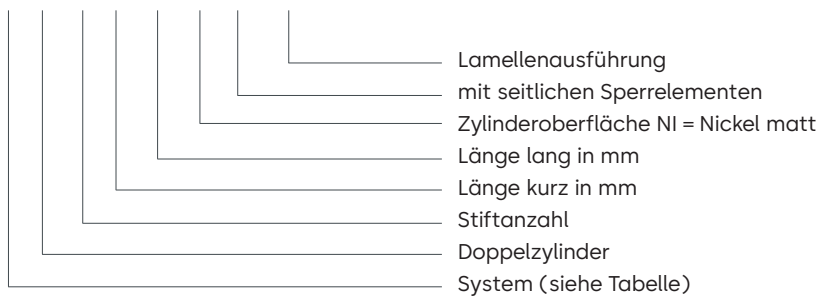 Lamellenausführung
mit seitlichen Sperrelementen
Zylinderoberfläche NI = Nickel matt
Länge lang in mm
Länge kurz in mm
Stiftanzahl
Doppelzylinder
System (siehe Tabelle)